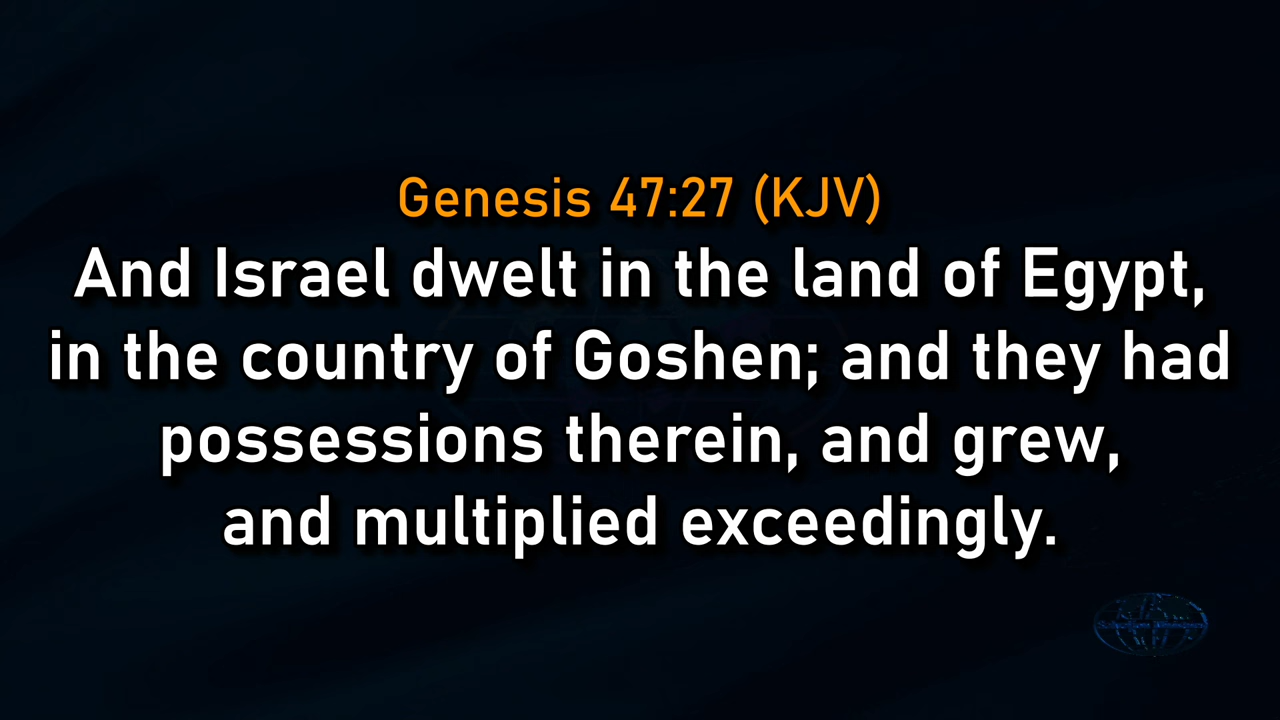 Genesis 47:27 (KJV)
And Israel dwelt in the land of Egypt,
in the country of Goshen; and they had
possessions therein, and grew,
and multiplied exceedingly.